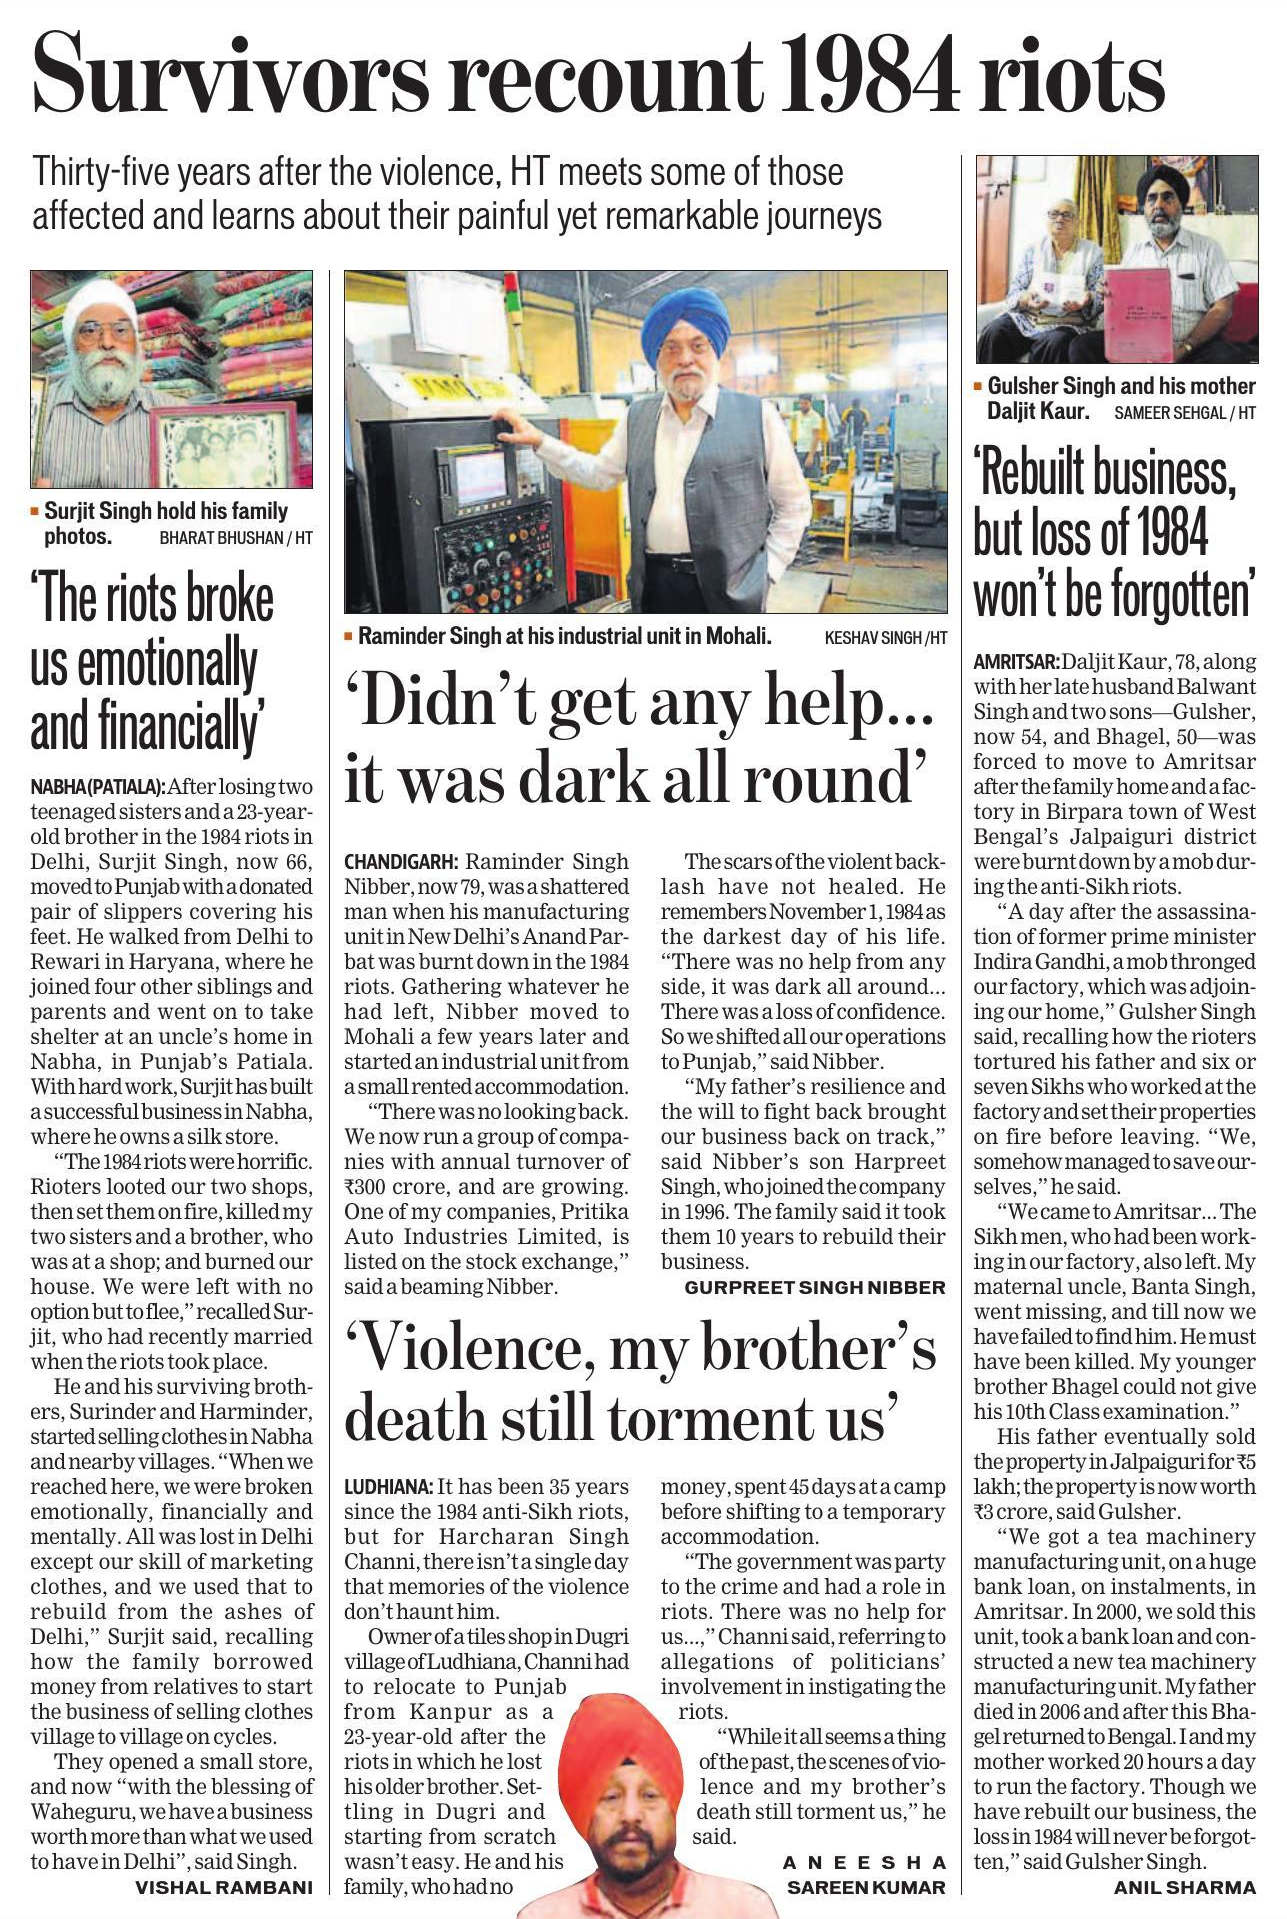 Survivors recount 1984 riots
Thirty-five years after the violence, HT meets some of those
affected and learns about their painful yet remarkable journeys
Surjit Singh hold his family
photos. BHARAT BHUSHAN / HT
‘The riots broke
us emotionally
and financially’
NABHA (PATIALA): After losing two
teenaged sisters and a 23-year-
old brother in the 1984 riots in
Delhi, Surjit Singh, now 66,
moved to Punjab with a donated
pair of slippers covering his
feet. He walked from Delhi to
Rewari in Haryana, where he
joined four other siblings and
parents and went on to take
shelter at an uncle’s home in
Nabha, in Punjab’s Patiala.
With hard work, Surjit has built
a successful business in Nabha,
where he owns a silk store.
“The 1984 riots were horrific.
Rioters looted our two shops,
then set them on fire, killed my
two sisters and a brother, who
was at a shop; and burned our
house. We were left with no
option but to flee,” recalled Sur-
jit, who had recently married
when the riots took place.
He and his surviving broth-
ers, Surinder and Harminder,
started selling clothes in Nabha
and nearby villages. “When we
reached here, we were broken
emotionally, financially and
mentally. All was lost in Delhi
except our skill of marketing
clothes, and we used that to
rebuild from the ashes of
Delhi,” Surjit said, recalling
how the family borrowed
money from relatives to start
the business of selling clothes
village to village on cycles.
They opened a small store,
and now “with the blessing of
Waheguru, we have a business
worth more than what we used
to have in Delhi”, said Singh.
VISHAL RAMBANI
Raminder Singh at his industrial unit in Mohali. KESHAV SINGH /HT
‘Didn’t get any help...
it was dark all round’
CHANDIGARH: Raminder Singh
Nibber, now 79, was a shattered
man when his manufacturing
unit in New Delhi’s Anand Par-
bat was burnt down in the 1984
riots. Gathering whatever he
had left, Nibber moved to
Mohali a few years later and
started an industrial unit from
a small rented accommodation.
“There was no looking back.
We now run a group of compa-
nies with annual turnover of
₹300 crore, and are growing.
One of my companies, Pritika
Auto Industries Limited, is
listed on the stock exchange,”
said a beaming Nibber.
The scars of the violent back-
lash have not healed. He
remembers November 1, 1984 as
the darkest day of his life.
“There was no help from any
side, it was dark all around...
There was a loss of confidence.
So we shifted all our operations
to Punjab,” said Nibber.
“My father’s resilience and
the will to fight back brought
our business back on track,”
said Nibber’s son Harpreet
Singh, who joined the company
in 1996. The family said it took
them 10 years to rebuild their
business.
GURPREET SINGH NIBBER
‘Violence, my brother’s
death still torment us’
LUDHIANA: It has been 35 years
since the 1984 anti-Sikh riots,
but for Harcharan Singh
Channi, there isn’t a single day
that memories of the violence
don’t haunt him.
Owner of a tiles shop in Dugri
village of Ludhiana, Channi had
to relocate to Punjab
from Kanpur as a
23-year-old after the
riots in which he lost
his older brother. Set-
tling in Dugri and
starting from scratch
wasn’t easy. He and his
family, who had no
money, spent 45 days at a camp
before shifting to a temporary
accommodation.
“The government was party
to the crime and had a role in
riots. There was no help for
us...,” Channi said, referring to
allegations of politicians’
involvement in instigating the
riots.
“While it all seems a thing
of the past, the scenes of vio-
lence and my brother’s
death still torment us,” he
said.
ANEESHA
SAREEN KUMAR
Gulsher Singh and his mother
Daljit Kaur. SAMEER SEHGAL / HT
‘Rebuilt business,
but loss of 1984
won’t be forgotten’
AMRITSAR: Daljit Kaur, 78, along
with her late husband Balwant
Singh and two sons—Gulsher,
now 54, and Bhagel, 50—was
forced to move to Amritsar
after the family home and a fac-
tory in Birpara town of West
Bengal’s Jalpaiguri district
were burnt down by a mob dur-
ing the anti-Sikh riots.
“A day after the assassina-
tion of former prime minister
Indira Gandhi, a mob thronged
our factory, which was adjoin-
ing our home,” Gulsher Singh
said, recalling how the rioters
tortured his father and six or
seven Sikhs who worked at the
factory and set their properties
on fire before leaving. “We,
somehow managed to save our-
selves,” he said.
“We came to Amritsar... The
Sikh men, who had been work-
ing in our factory, also left. My
maternal uncle, Banta Singh,
went missing, and till now we
have failed to find him. He must
have been killed. My younger
brother Bhagel could not give
his 10th Class examination.”
His father eventually sold
the property in Jalpaiguri for ₹5
lakh; the property is now worth
₹3 crore, said Gulsher.
“We got a tea machinery
manufacturing unit, on a huge
bank loan, on instalments, in
Amritsar. In 2000, we sold this
unit, took a bank loan and con-
structed a new tea machinery
manufacturing unit. My father
died in 2006 and after this Bha-
gel returned to Bengal. I and my
mother worked 20 hours a day
to run the factory. Though we
have rebuilt our business, the
loss in 1984 will never be forgot-
ten,” said Gulsher Singh.
ANIL SHARMA